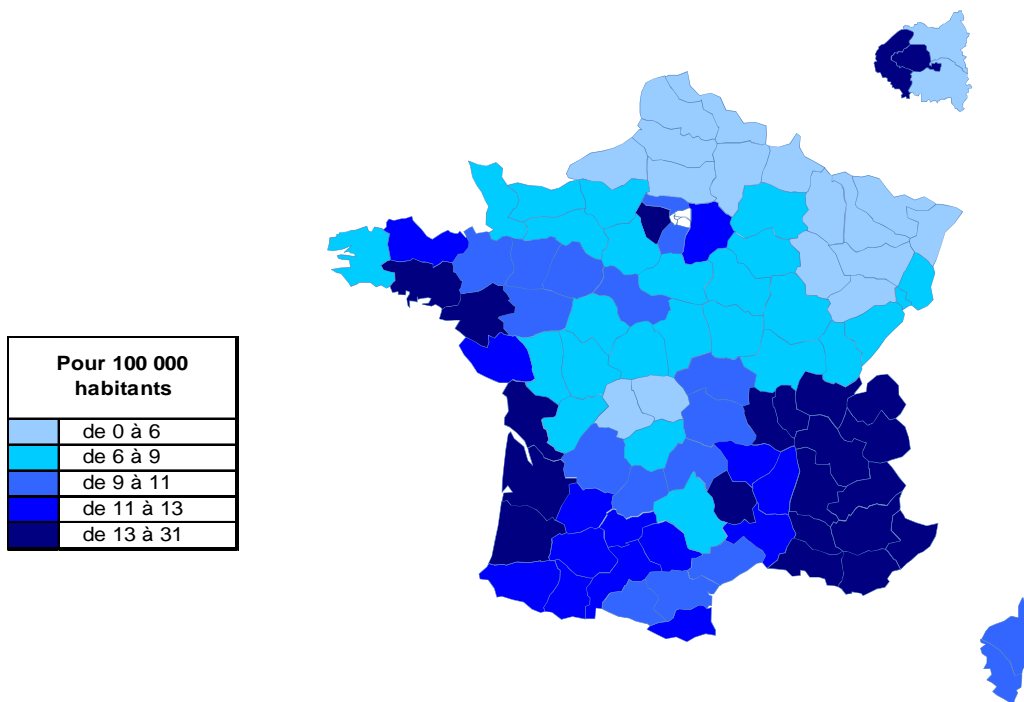 Pour 100 000
habitants
de 0 à 6
de 6 à 9
de 9 à 11
de 11 à 13
de 13 à 31